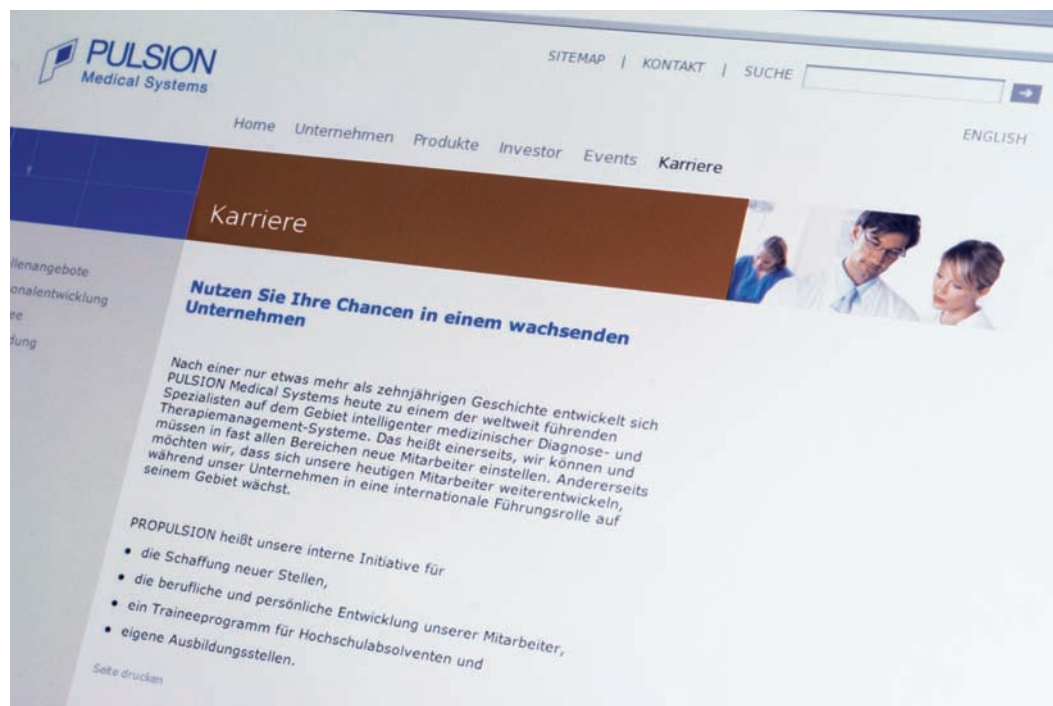 PULSION
Medical Systems
SITEMAP | KONTAKT | SUCHE
ENGLISH
Home Unternehmen Produkte Investor Events Karriere
Karriere
llenangebote
onalentwicklung
ee
dung
Nutzen Sie Ihre Chancen in einem wachsenden
Unternehmen
Nach einer nur etwas mehr als zehnjährigen Geschichte entwickelt sich
PULSION Medical Systems heute zu einem der weltweit führenden
Spezialisten auf dem Gebiet intelligenter medizinischer Diagnose- und
Therapiemanagement-Systeme. Das heißt einerseits, wir können und
müssen in fast allen Bereichen neue Mitarbeiter einstellen. Andererseits
möchten wir, dass sich unsere heutigen Mitarbeiter weiterentwickeln,
während unser Unternehmen in eine internationale Führungsrolle auf
seinem Gebiet wächst.
PROPULSION heißt unsere interne Initiative für
• die Schaffung neuer Stellen,
• die berufliche und persönliche Entwicklung unserer Mitarbeiter,
• ein Traineeprogramm für Hochschulabsolventen und
• eigene Ausbildungsstellen.
Seite drucken